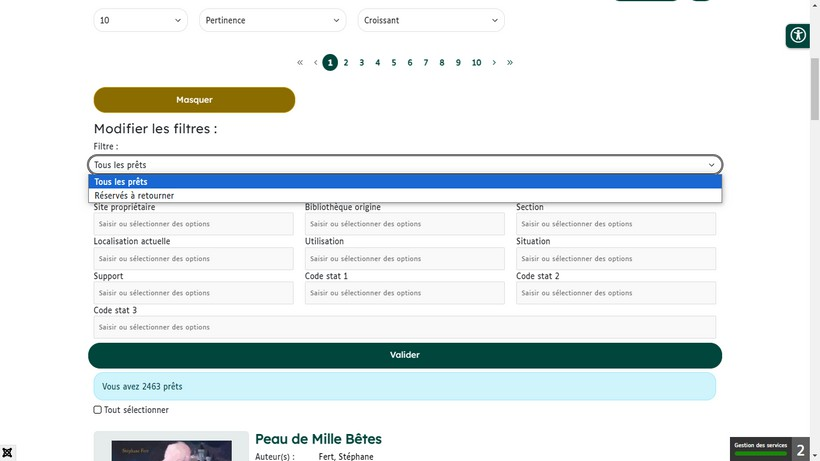 10 Pertinence Croissant
« ‹ 1 2 3 4 5 6 7 8 9 10 › »
Masquer
Modifier les filtres :
Filtre :
Tous les prêts
Tous les prêts
Réservés à retourner
Site propriétaire Bibliothèque origine Section
Saisir ou sélectionner des options Saisir ou sélectionner des options Saisir ou sélectionner des options
Localisation actuelle Utilisation Situation
Saisir ou sélectionner des options Saisir ou sélectionner des options Saisir ou sélectionner des options
Support Code stat 1 Code stat 2
Saisir ou sélectionner des options Saisir ou sélectionner des options Saisir ou sélectionner des options
Code stat 3
Saisir ou sélectionner des options
Valider
Vous avez 2463 prêts
Tout sélectionner
Peau de Mille Bêtes
Stéphane Fert
Auteur(s) : Fert, Stéphane
Gestion des services
2